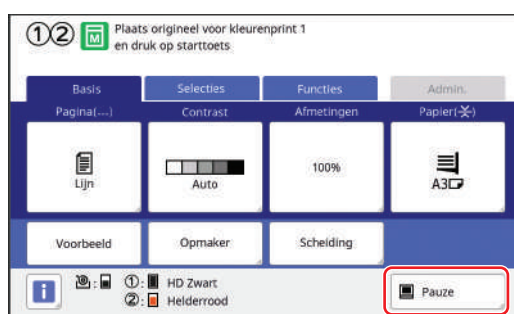 ①② M Plaats origineel voor kleurenprint 1
en druk op starttoets
Basis Selecties Functies Admin.
Pagina(---) Contrast Afmetingen Papier(✕)
Lijn Auto 100% A3
Voorbeeld Opmaker Scheiding
i : ①: HD Zwart
②: Helderrood
Pauze